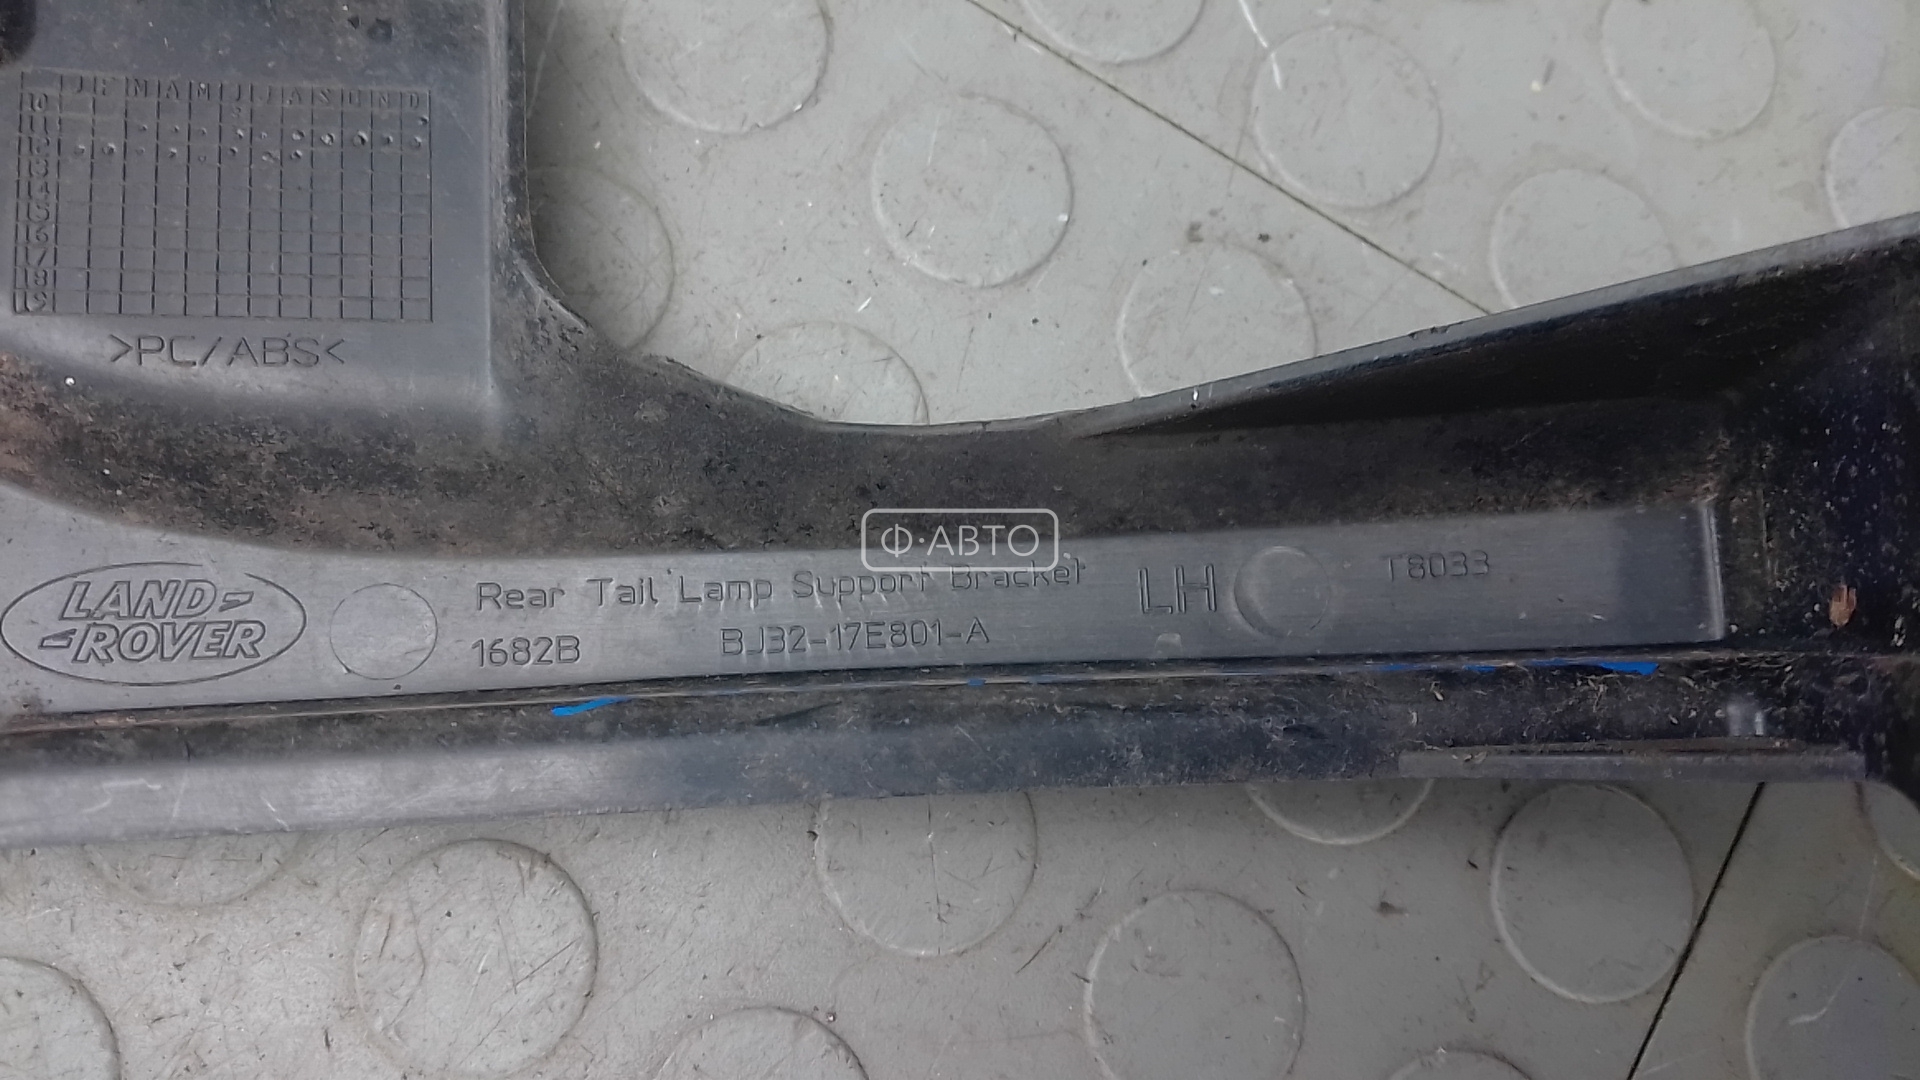 J F M A M J J A S O N D
10
11
12
13
14
15
16
17
18
19
>PC/ABS<
Ф·АВТО
LAND-
-ROVER
Rear Tail Lamp Support Bracket
1682B BJ32-17E801-A
LH
T8033